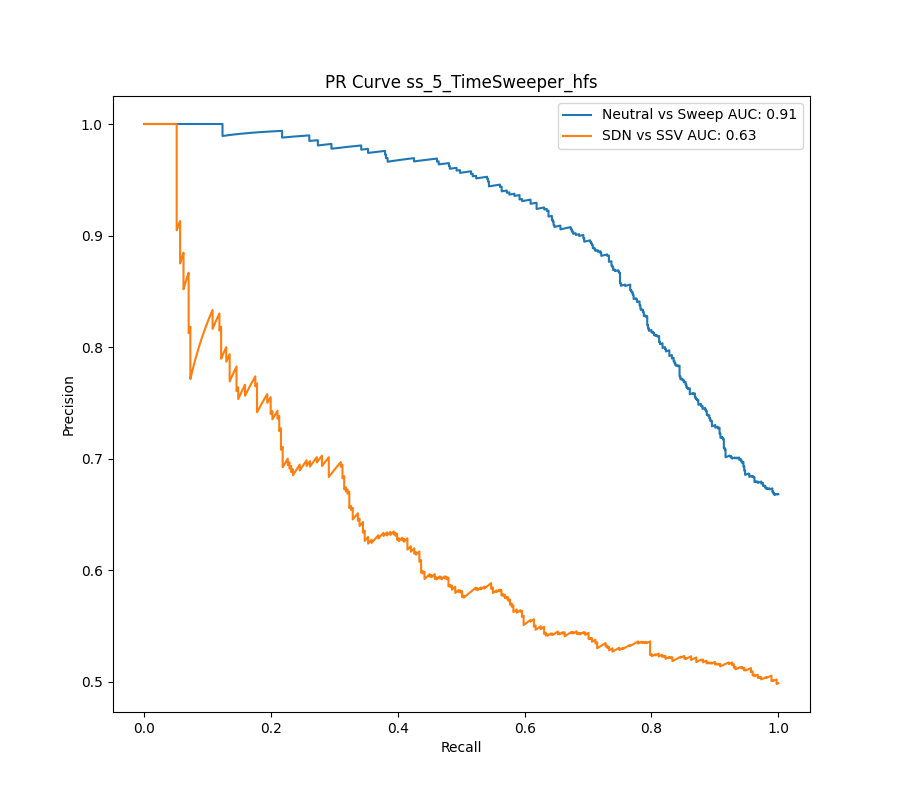 PR Curve ss_5_TimeSweeper_hfs
Neutral vs Sweep AUC: 0.91
SDN vs SSV AUC: 0.63
1.0
0.9
0.8
0.7
0.6
0.5
Precision
0.0 0.2 0.4 0.6 0.8 1.0
Recall